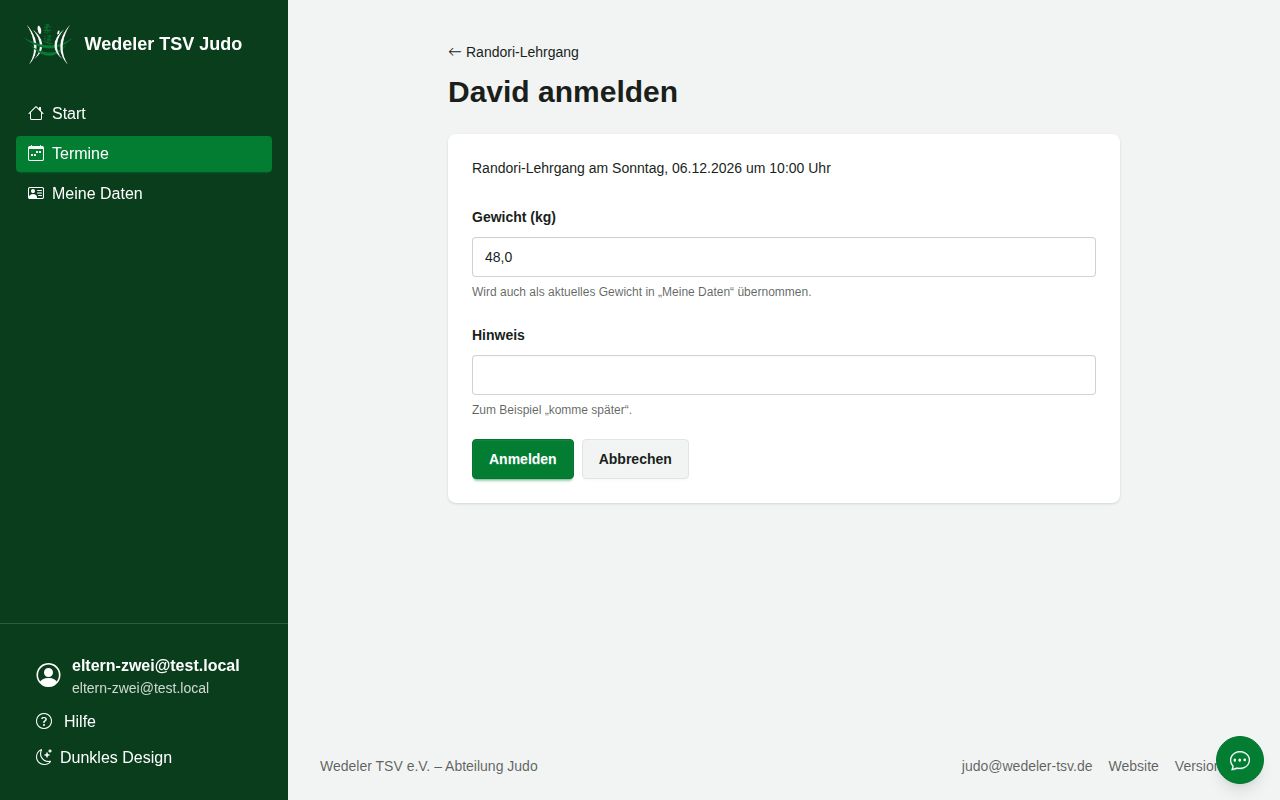 Wedeler TSV Judo
Start
Termine
Meine Daten
eltern-zwei@test.local
eltern-zwei@test.local
Hilfe
Dunkles Design
← Randori-Lehrgang
David anmelden
Randori-Lehrgang am Sonntag, 06.12.2026 um 10:00 Uhr
Gewicht (kg)
48,0
Wird auch als aktuelles Gewicht in „Meine Daten“ übernommen.
Hinweis
Zum Beispiel „komme später“.
Anmelden Abbrechen
Wedeler TSV e.V. – Abteilung Judo judo@wedeler-tsv.de Website